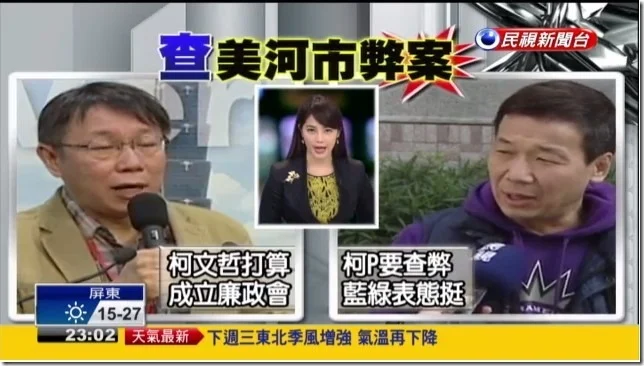 查美河市弊案
民視新聞台
柯文哲打算
成立廉政會
柯P要查弊
藍綠表態挺
屏東
15-27
23:02
天氣最新
下週三東北季風增強 氣溫再下降